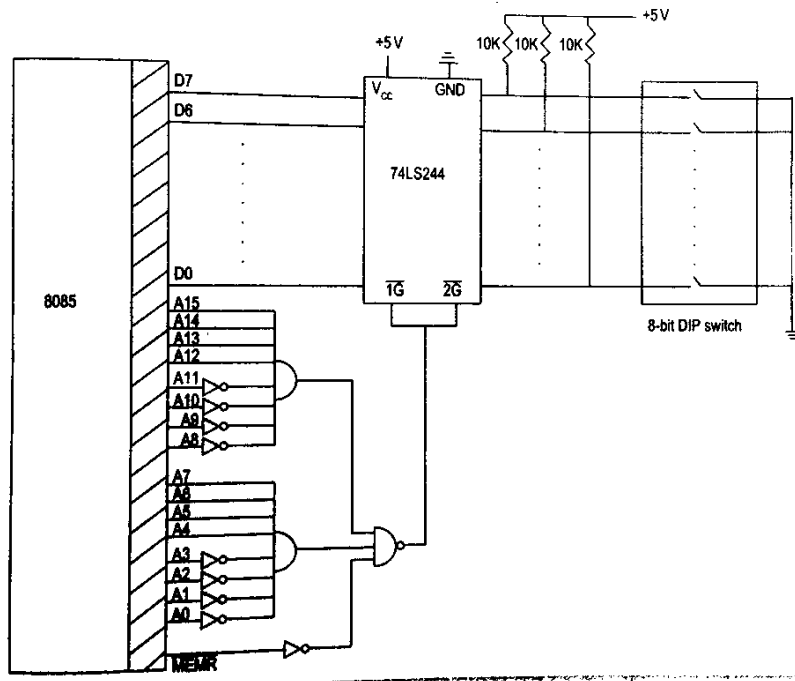 +5V
+5V
10K 10K 10K
D7
D6
V̅CC GND
74LS244
D0
1G 2G
8085
8-bit DIP switch
A15
A14
A13
A12
A11
A10
A9
A8
A7
A6
A5
A4
A3
A2
A1
A0
MEMR